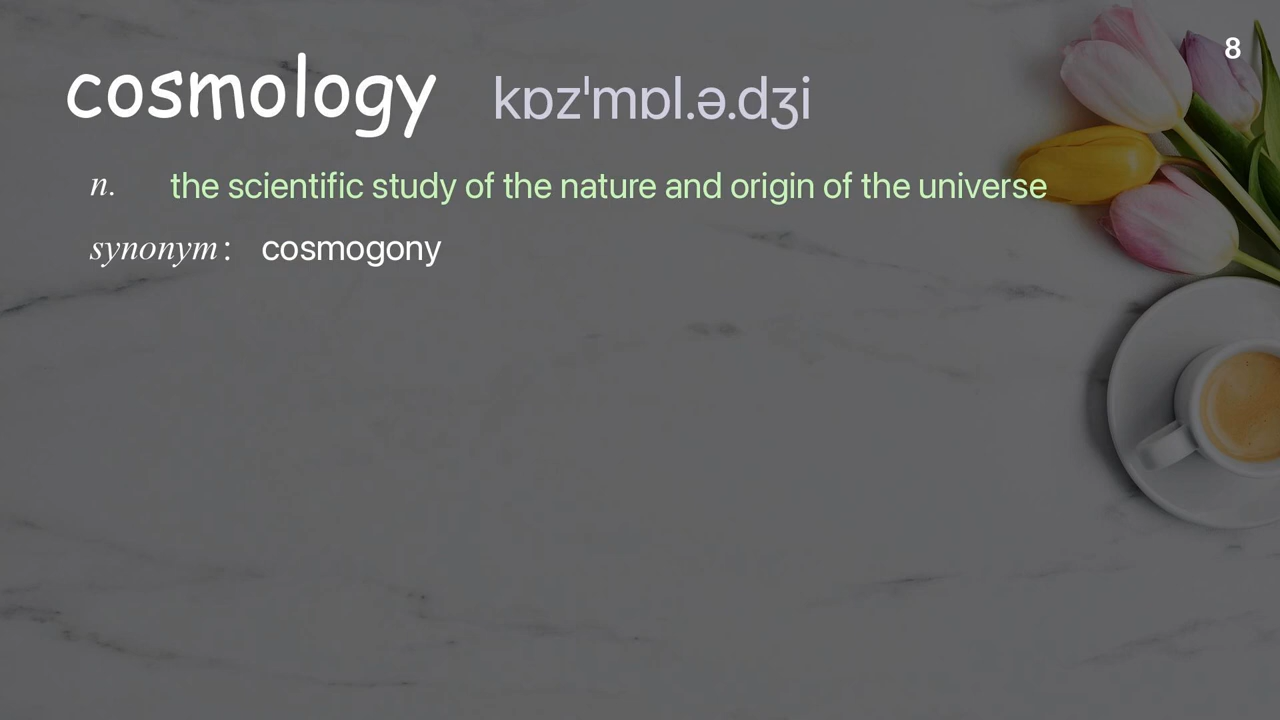 8
cosmology kɒzˈmɒl.ə.dʒi
n. the scientific study of the nature and origin of the universe
synonym : cosmogony